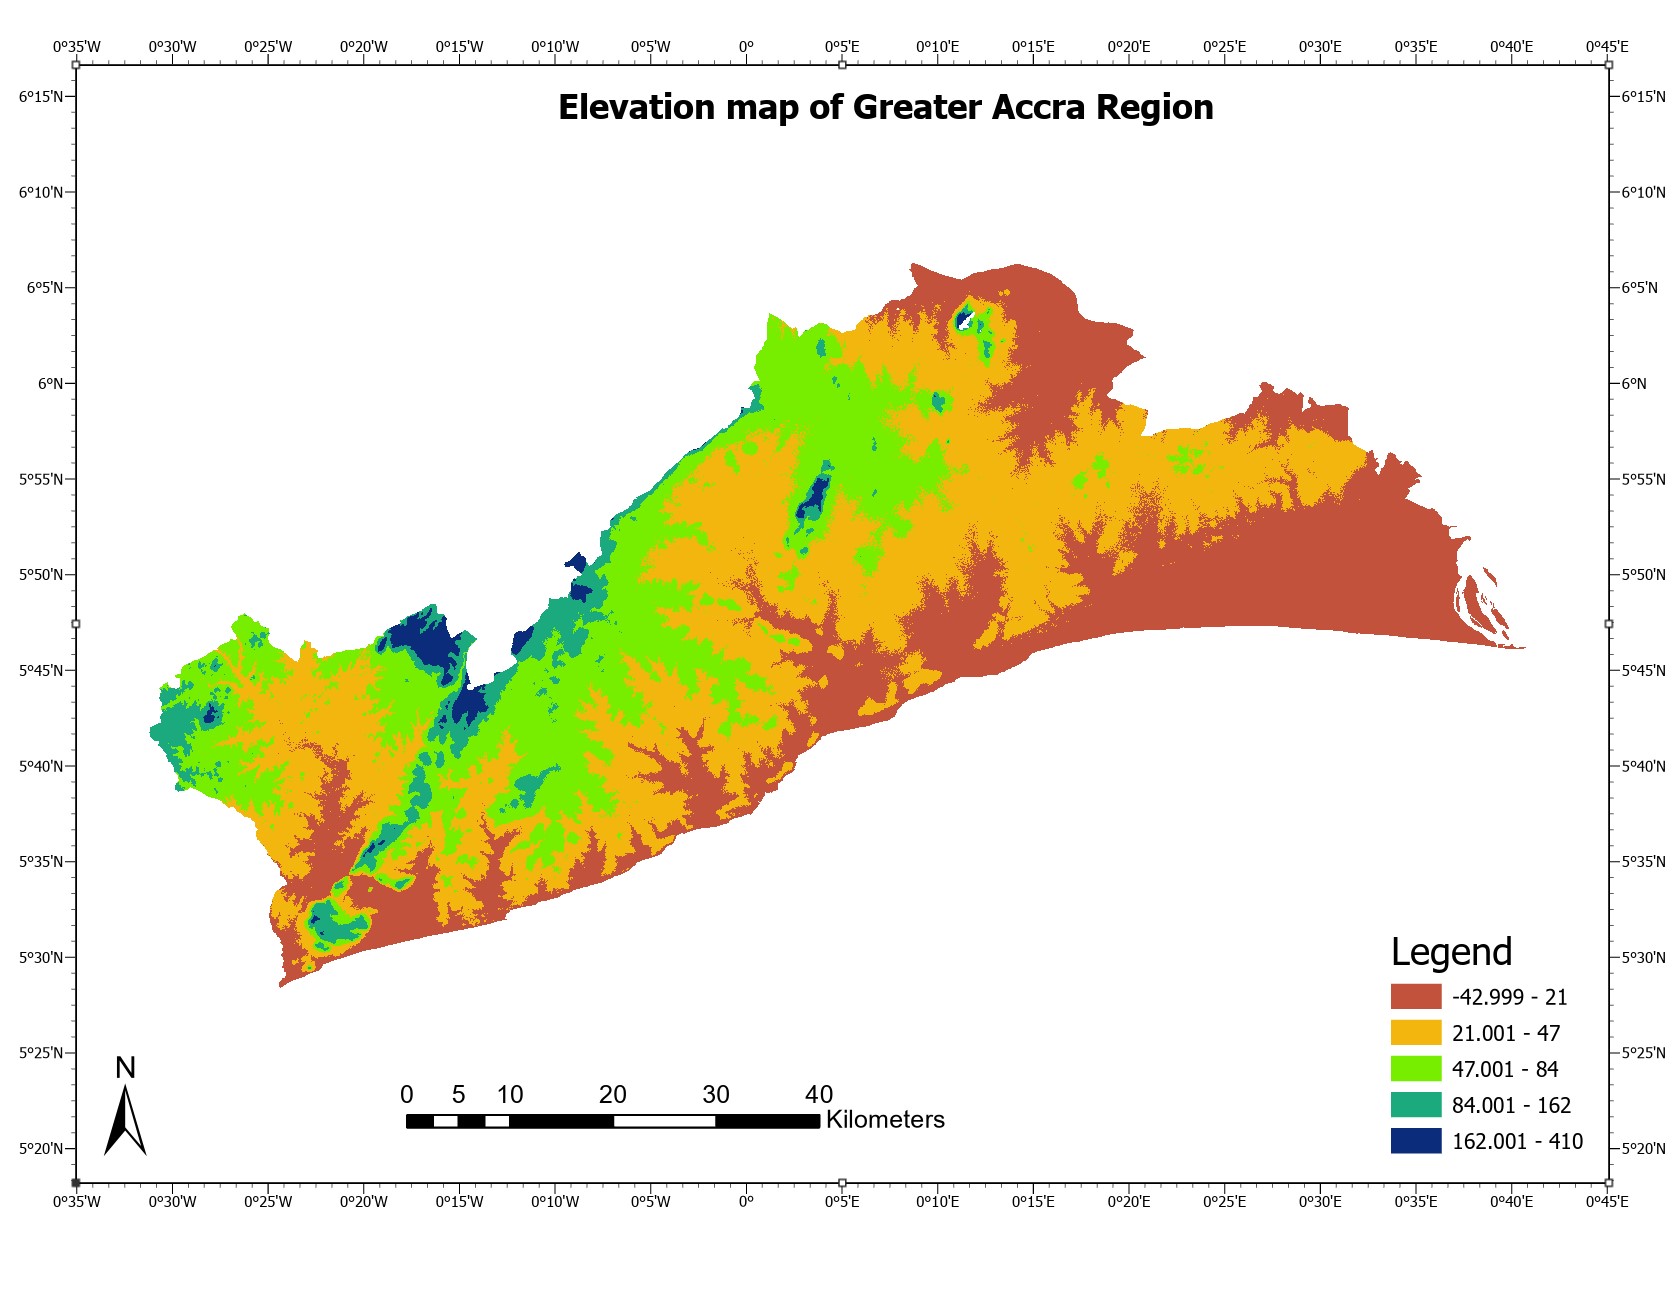 0°35'W 0°30'W 0°25'W 0°20'W 0°15'W 0°10'W 0°5'W 0° 0°5'E 0°10'E 0°15'E 0°20'E 0°25'E 0°30'E 0°35'E 0°40'E 0°45'E
6°15'N 6°15'N
Elevation map of Greater Accra Region
6°10'N 6°10'N
6°5'N 6°5'N
6°N 6°N
5°55'N 5°55'N
5°50'N 5°50'N
5°45'N 5°45'N
5°40'N 5°40'N
5°35'N 5°35'N
5°30'N 5°30'N
Legend
-42.999 - 21
21.001 - 47
5°25'N 5°25'N
47.001 - 84
N
0 5 10 20 30 40
Kilometers
84.001 - 162
162.001 - 410
5°20'N 5°20'N
0°35'W 0°30'W 0°25'W 0°20'W 0°15'W 0°10'W 0°5'W 0° 0°5'E 0°10'E 0°15'E 0°20'E 0°25'E 0°30'E 0°35'E 0°40'E 0°45'E